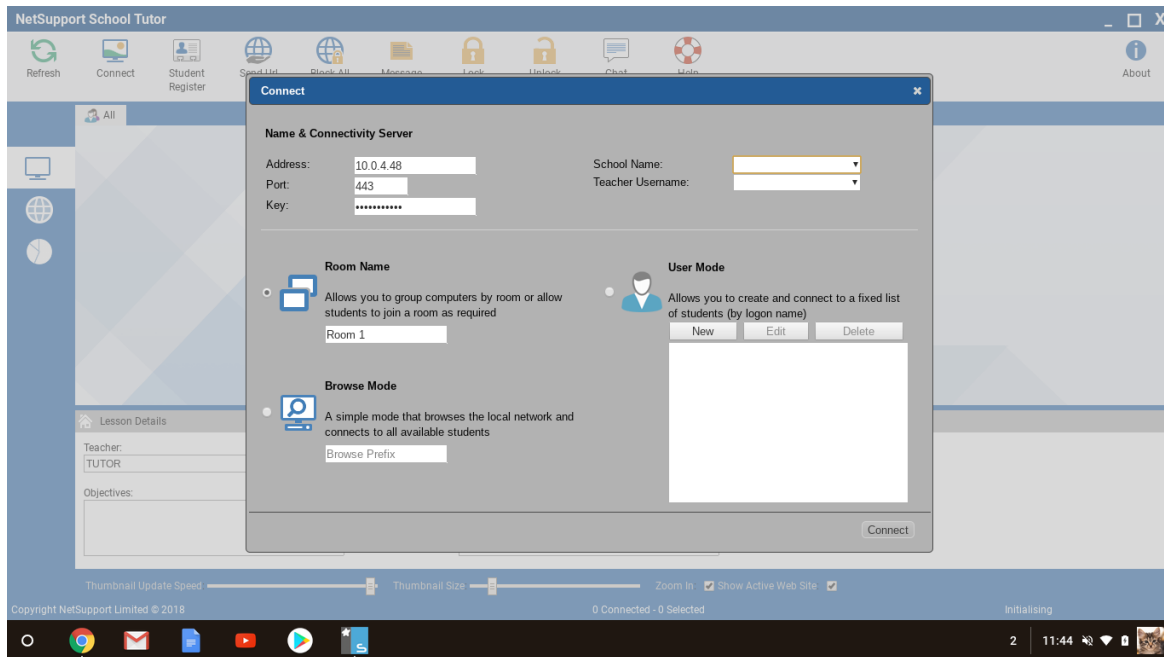 NetSupport School Tutor
Refresh
Connect
Student
Register
Send Url
Block All
Message
Lock
Unlock
Chat
Help
About
Connect
All
Name & Connectivity Server
Address:
10.0.4.48
Port:
443
Key:
•••••••••••
School Name:
Teacher Username:
Room Name
Allows you to group computers by room or allow
students to join a room as required
Room 1
User Mode
Allows you to create and connect to a fixed list
of students (by logon name)
New
Edit
Delete
Browse Mode
A simple mode that browses the local network and
connects to all available students
Browse Prefix
Connect
Lesson Details
Teacher:
TUTOR
Objectives:
Thumbnail Update Speed
Thumbnail Size
Zoom In
Show Active Web Site
Copyright NetSupport Limited © 2018
0 Connected - 0 Selected
Initialising
S
2
11:44